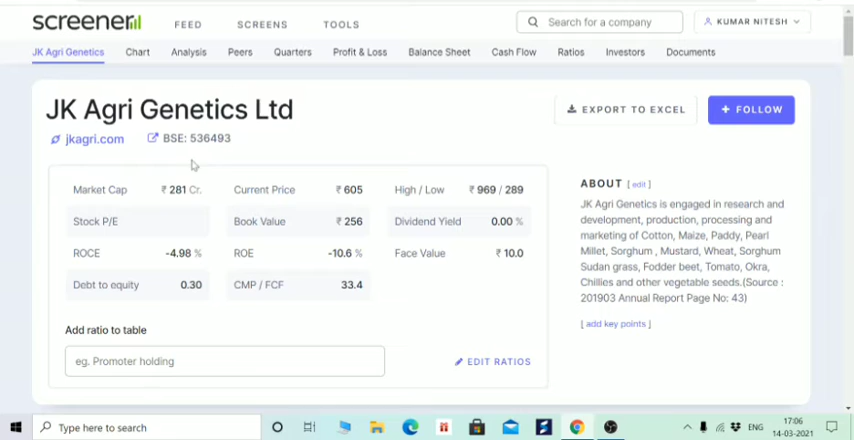 screener
FEED
SCREENS
TOOLS
Search for a company
KUMAR NITESH
JK Agri Genetics
Chart
Analysis
Peers
Quarters
Profit & Loss
Balance Sheet
Cash Flow
Ratios
Investors
Documents
JK Agri Genetics Ltd
EXPORT TO EXCEL
+ FOLLOW
jkagri.com
BSE: 536493
Market Cap ₹ 281 Cr.
Current Price ₹ 605
High / Low ₹ 969 / 289
Stock P/E
Book Value ₹ 256
Dividend Yield 0.00 %
ROCE -4.98 %
ROE -10.6 %
Face Value ₹ 10.0
Debt to equity 0.30
CMP / FCF 33.4
Add ratio to table
eg. Promoter holding
EDIT RATIOS
ABOUT [ edit ]
JK Agri Genetics is engaged in research and
development, production, processing and
marketing of Cotton, Maize, Paddy, Pearl
Millet, Sorghum , Mustard, Wheat, Sorghum
Sudan grass, Fodder beet, Tomato, Okra,
Chillies and other vegetable seeds.(Source :
201903 Annual Report Page No: 43)
[ add key points ]
Type here to search
ENG
17:06
14-03-2021